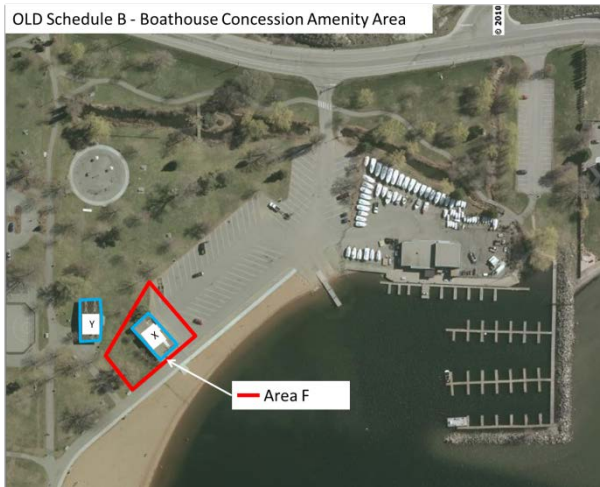 OLD Schedule B - Boathouse Concession Amenity Area
© 2010
Y
X
Area F